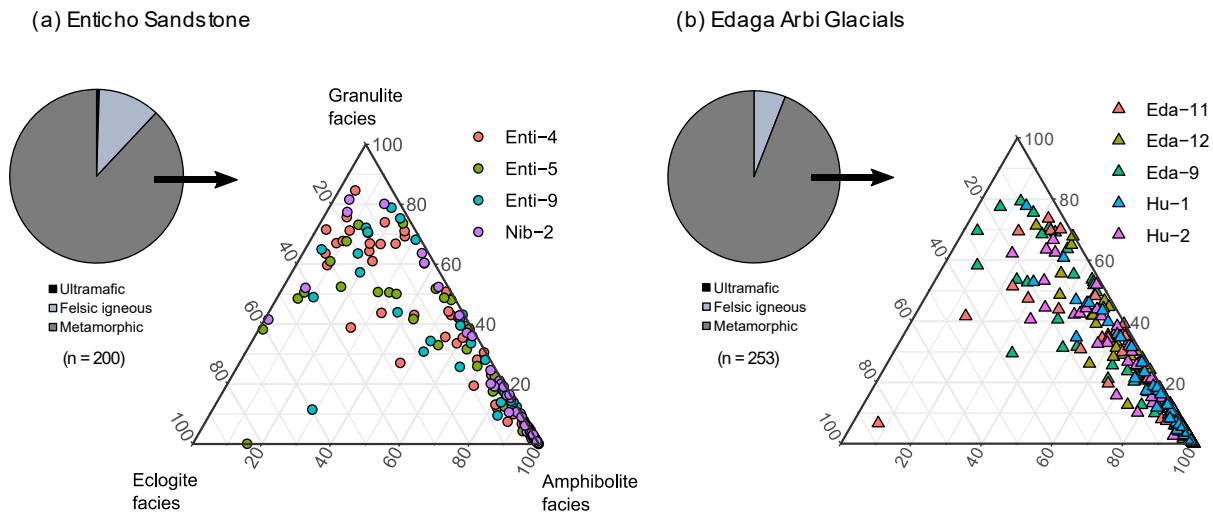 (a) Enticho Sandstone
Granulite
facies
100
80
60
40
20
20
40
60
80
100
20
40
60
80
100
Eclogite
facies
Amphibolite
facies
Enti−4
Enti−5
Enti−9
Nib−2
Ultramafic
Felsic igneous
Metamorphic
(n = 200)
(b) Edaga Arbi Glacials
100
80
60
40
20
20
40
60
80
100
20
40
60
80
100
Eda−11
Eda−12
Eda−9
Hu−1
Hu−2
Ultramafic
Felsic igneous
Metamorphic
(n = 253)